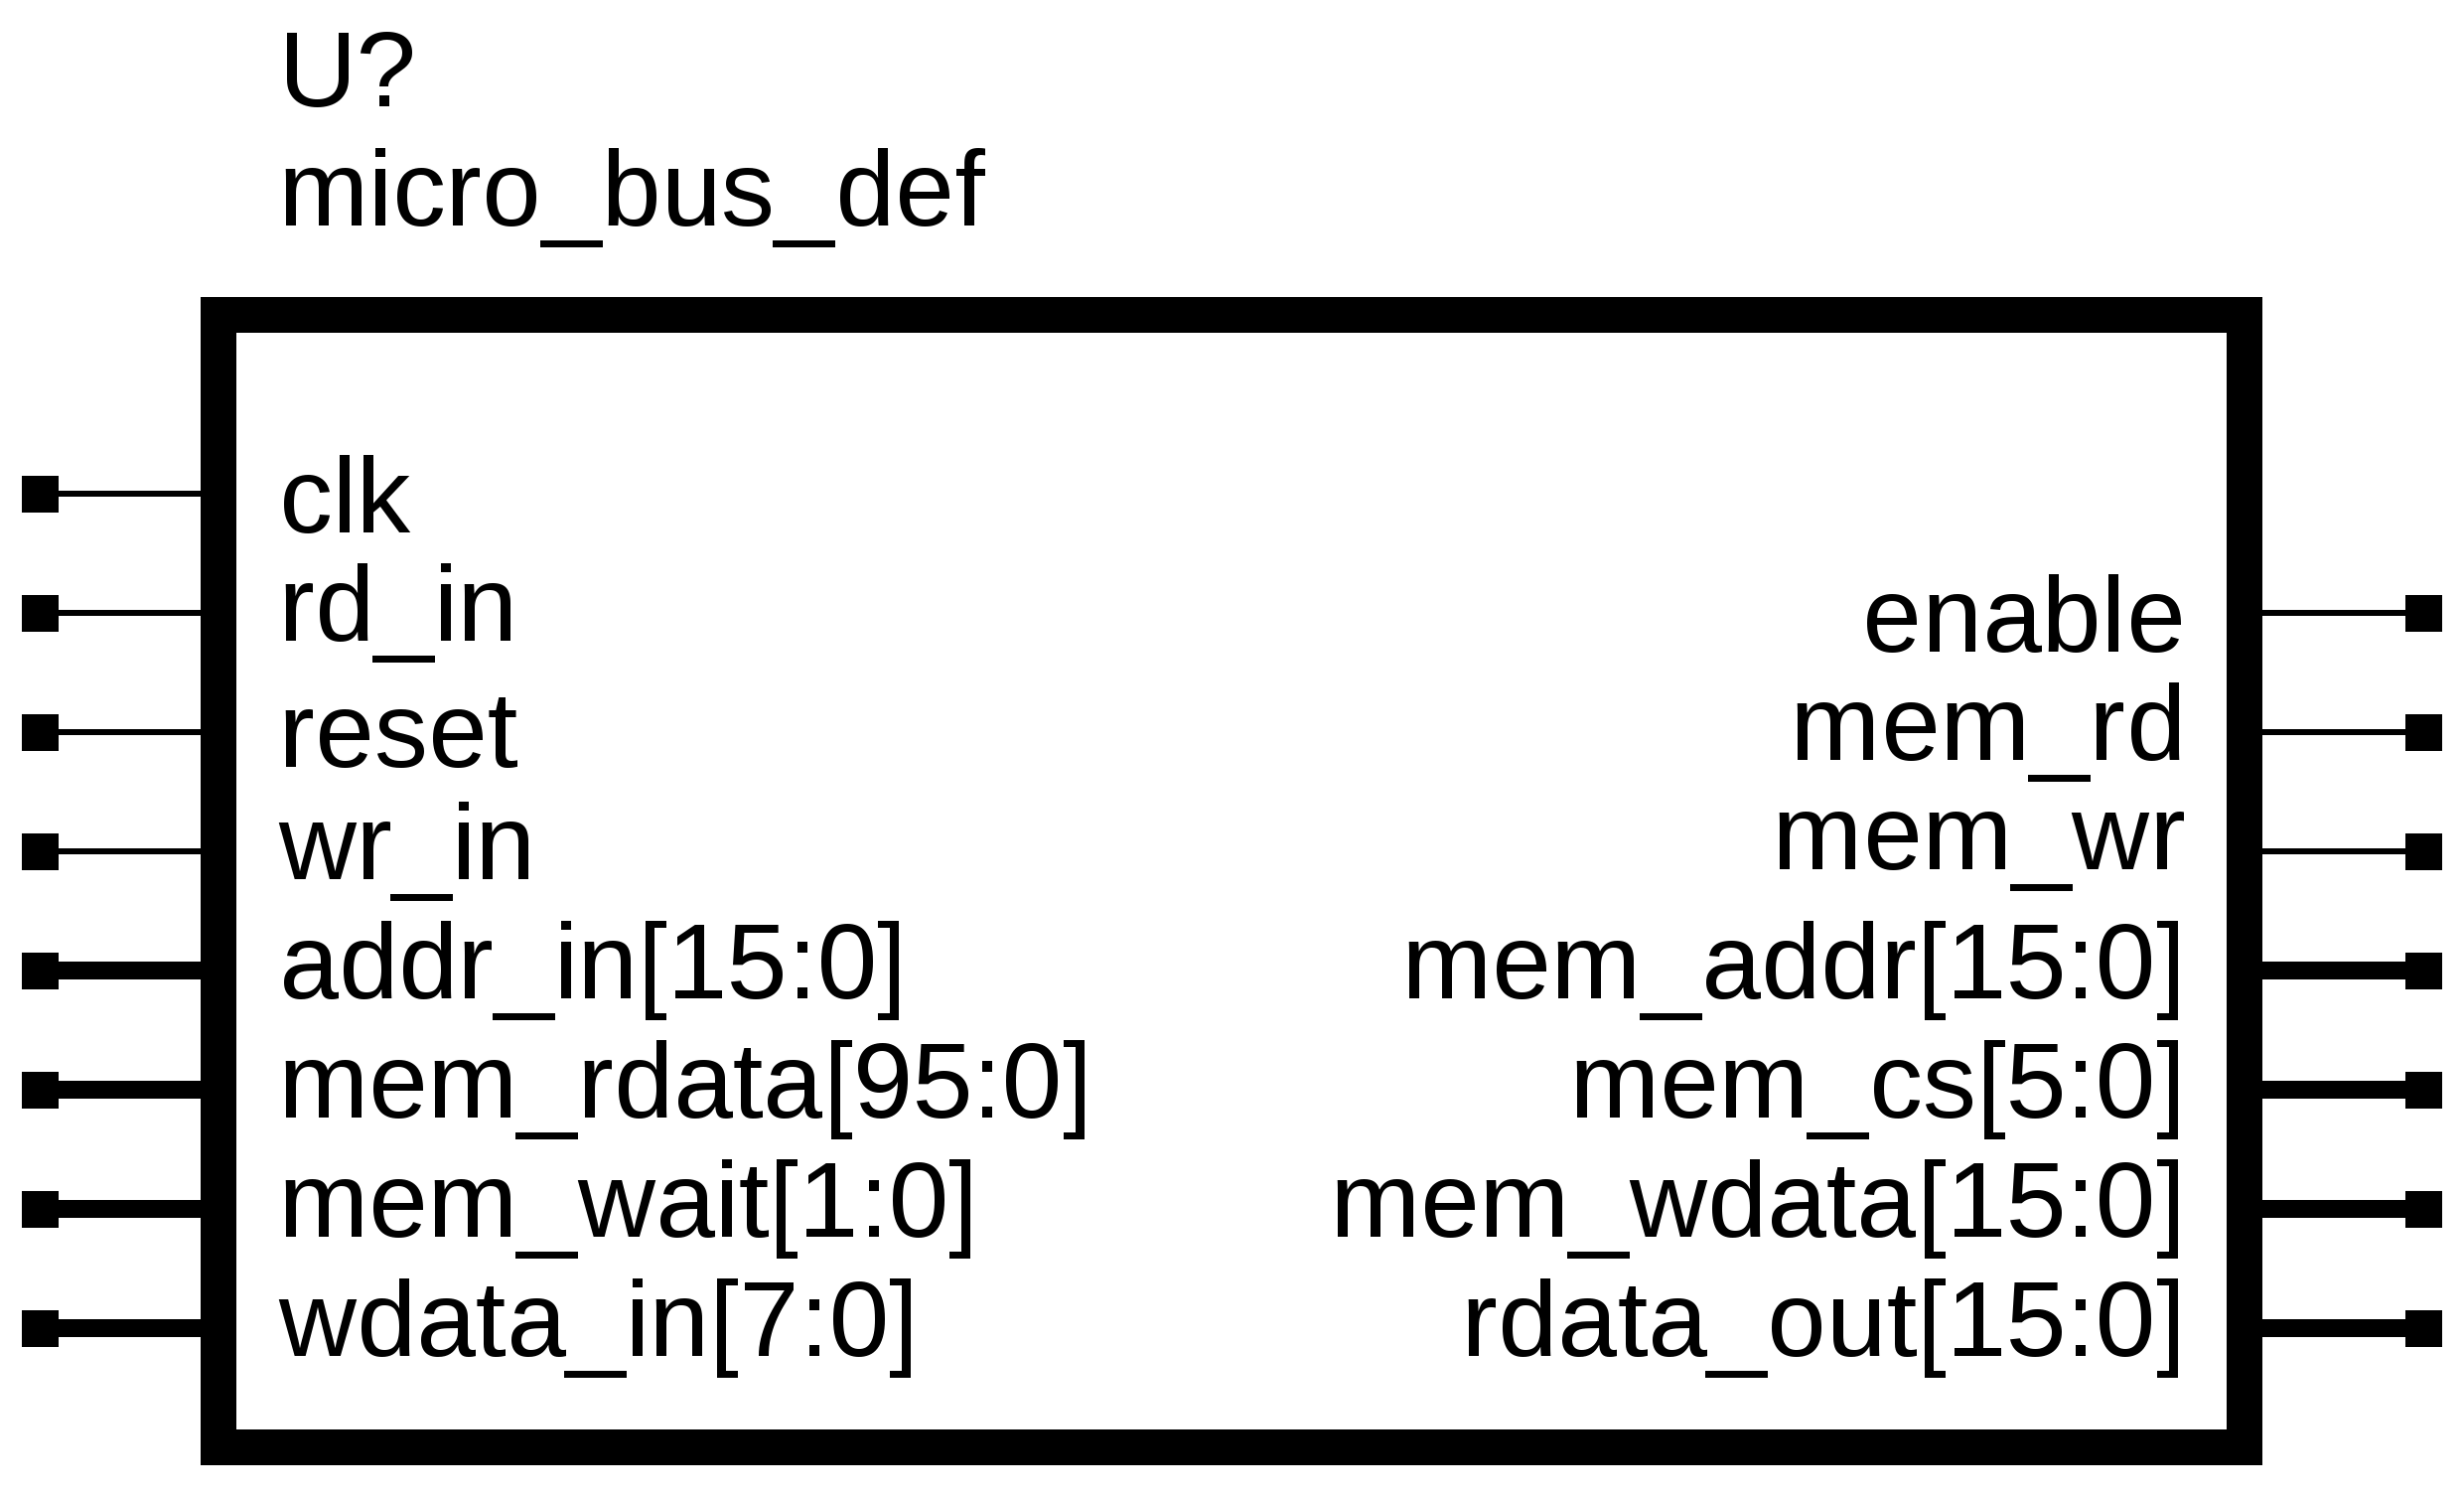 U?
micro_bus_def
clk
rd_in
enable
reset
mem_rd
wr_in
mem_wr
addr_in[15:0]
mem_addr[15:0]
mem_rdata[95:0]
mem_cs[5:0]
mem_wait[1:0]
mem_wdata[15:0]
wdata_in[7:0]
rdata_out[15:0]